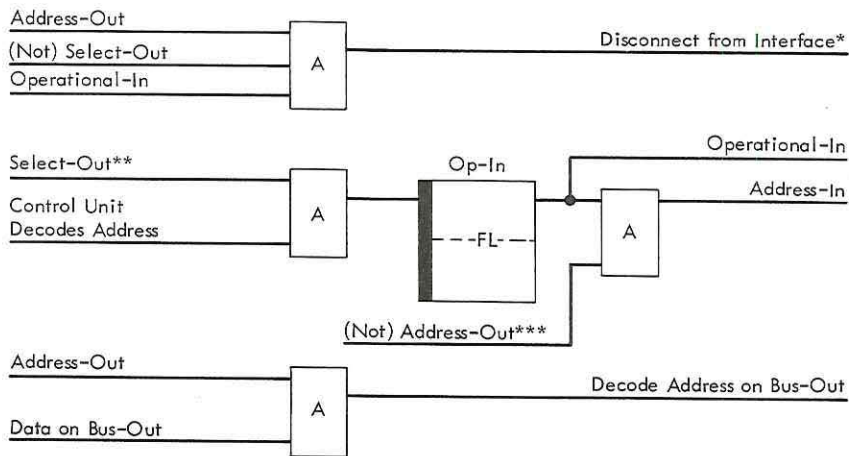 Address-Out
(Not) Select-Out
Operational-In
A
Disconnect from Interface*
Select-Out**
Control Unit
Decodes Address
A
Op-In
FL
Operational-In
Address-In
A
(Not) Address-Out***
Address-Out
Data on Bus-Out
A
Decode Address on Bus-Out